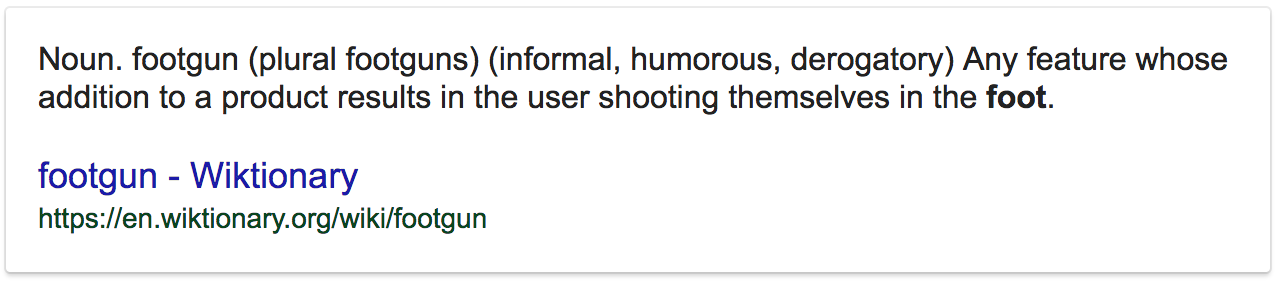 Noun. footgun (plural footguns) (informal, humorous, derogatory) Any feature whose
addition to a product results in the user shooting themselves in the foot.
footgun - Wiktionary
https://en.wiktionary.org/wiki/footgun